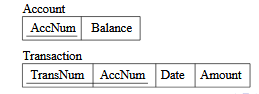 Account
AccNum Balance
Transaction
TransNum AccNum Date Amount